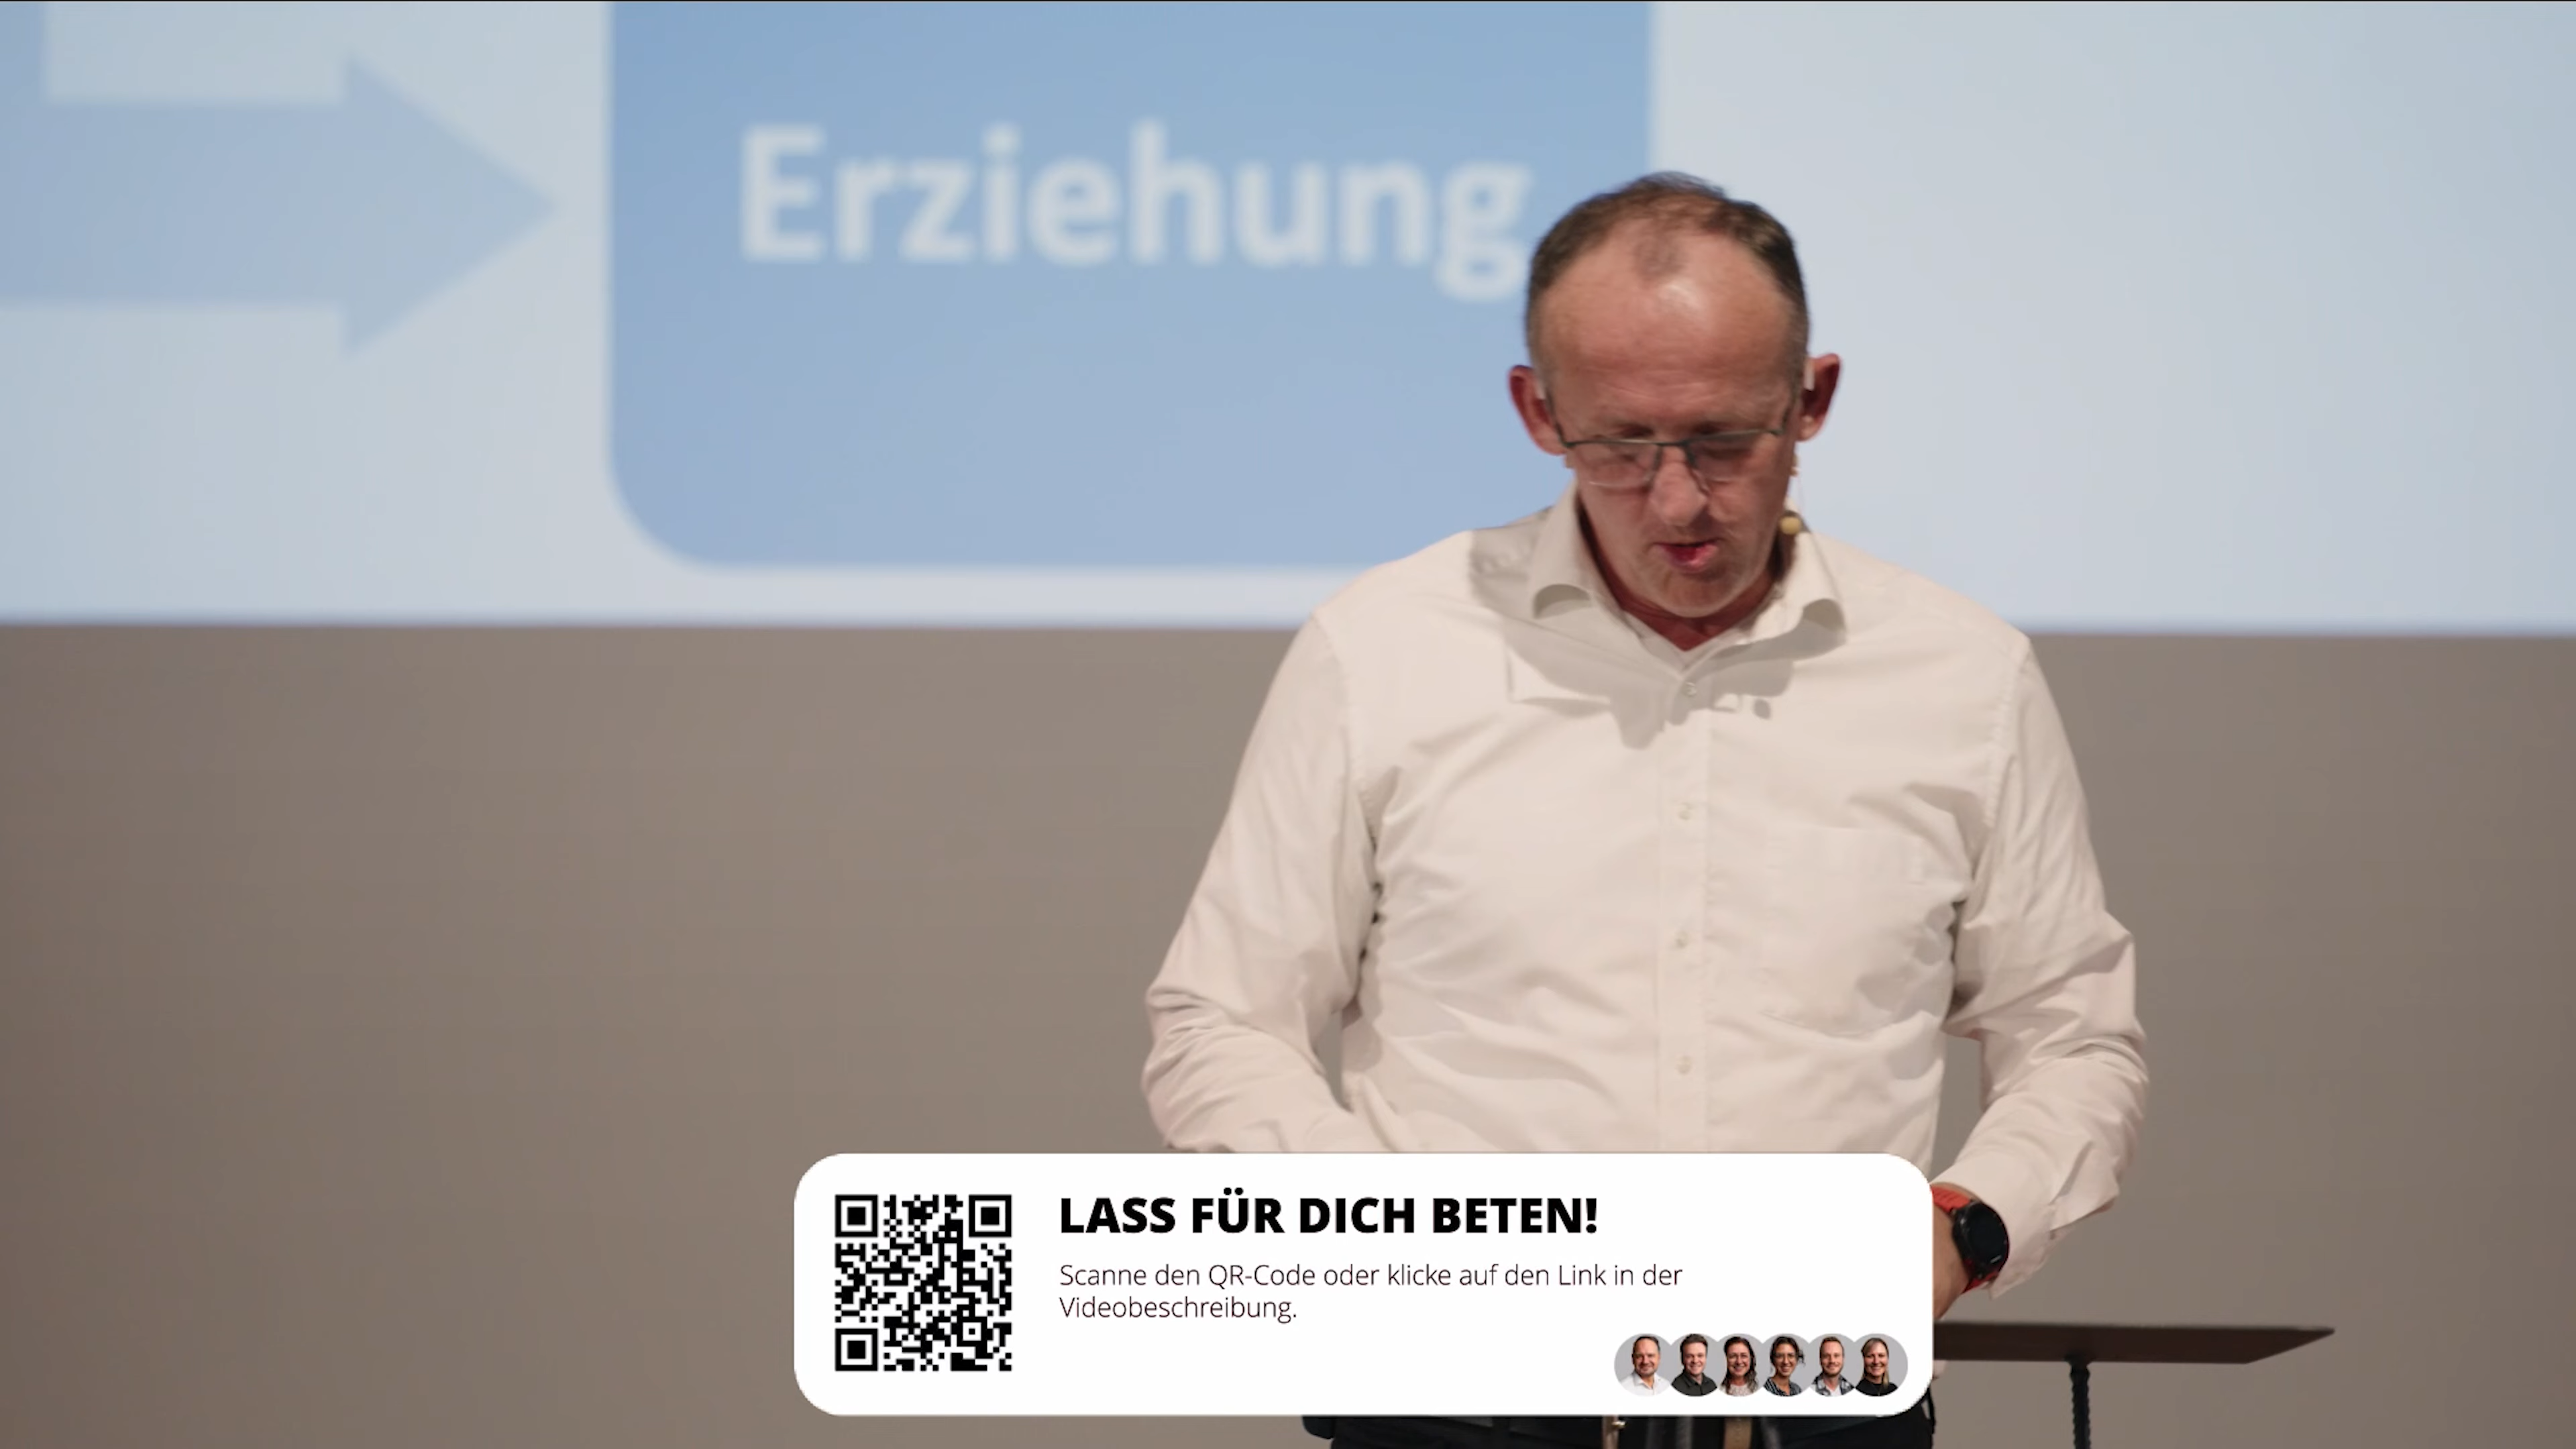 Erziehung
LASS FÜR DICH BETEN!
Scanne den QR-Code oder klicke auf den Link in der
Videobeschreibung.